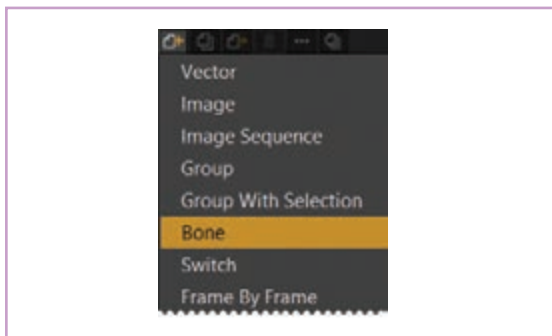 Vector
Image
Image Sequence
Group
Group With Selection
Bone
Switch
Frame By Frame